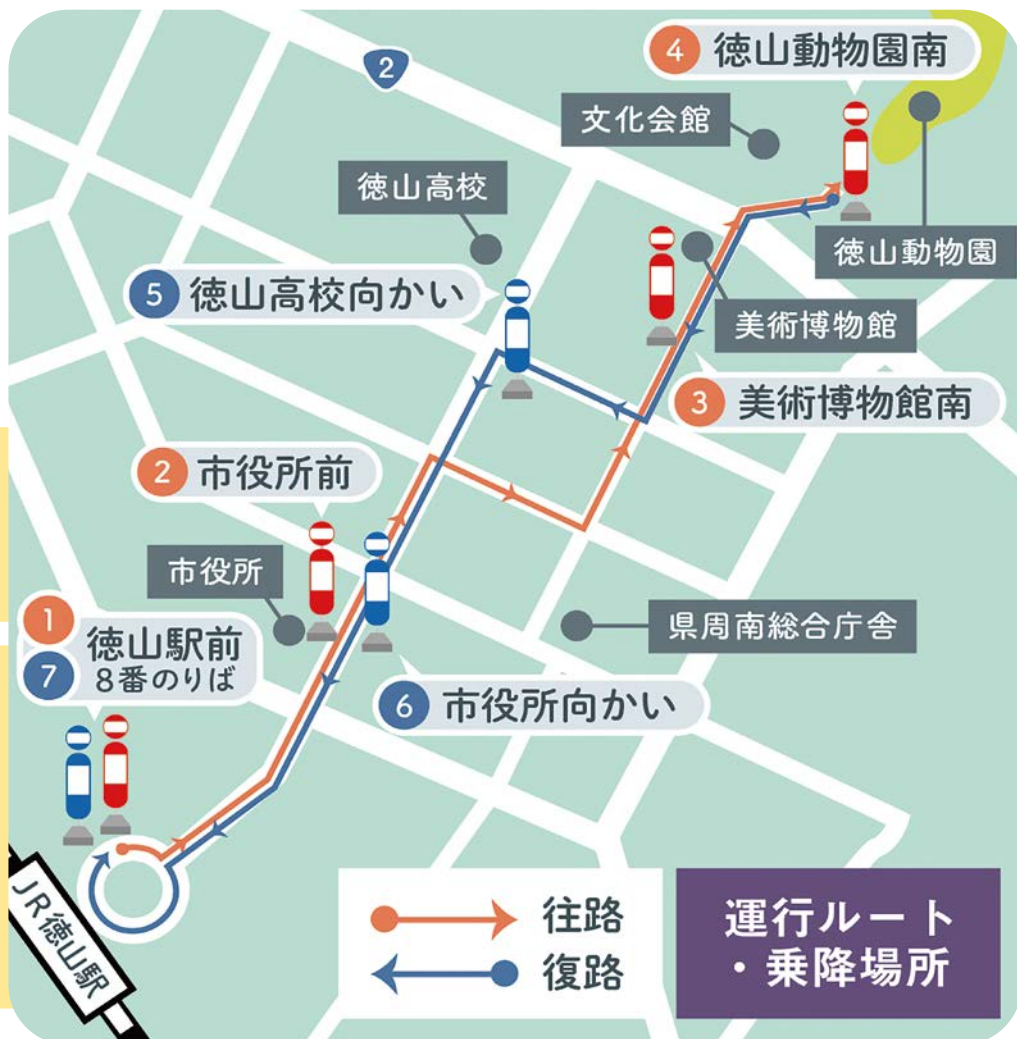 2
4 徳山動物園南
文化会館
徳山高校
徳山動物園
5 徳山高校向かい
美術博物館
3 美術博物館南
2 市役所前
市役所
県周南総合庁舎
1
7
徳山駅前
8番のりば
6 市役所向かい
JR徳山駅
往路
復路
運行ルート
・乗降場所